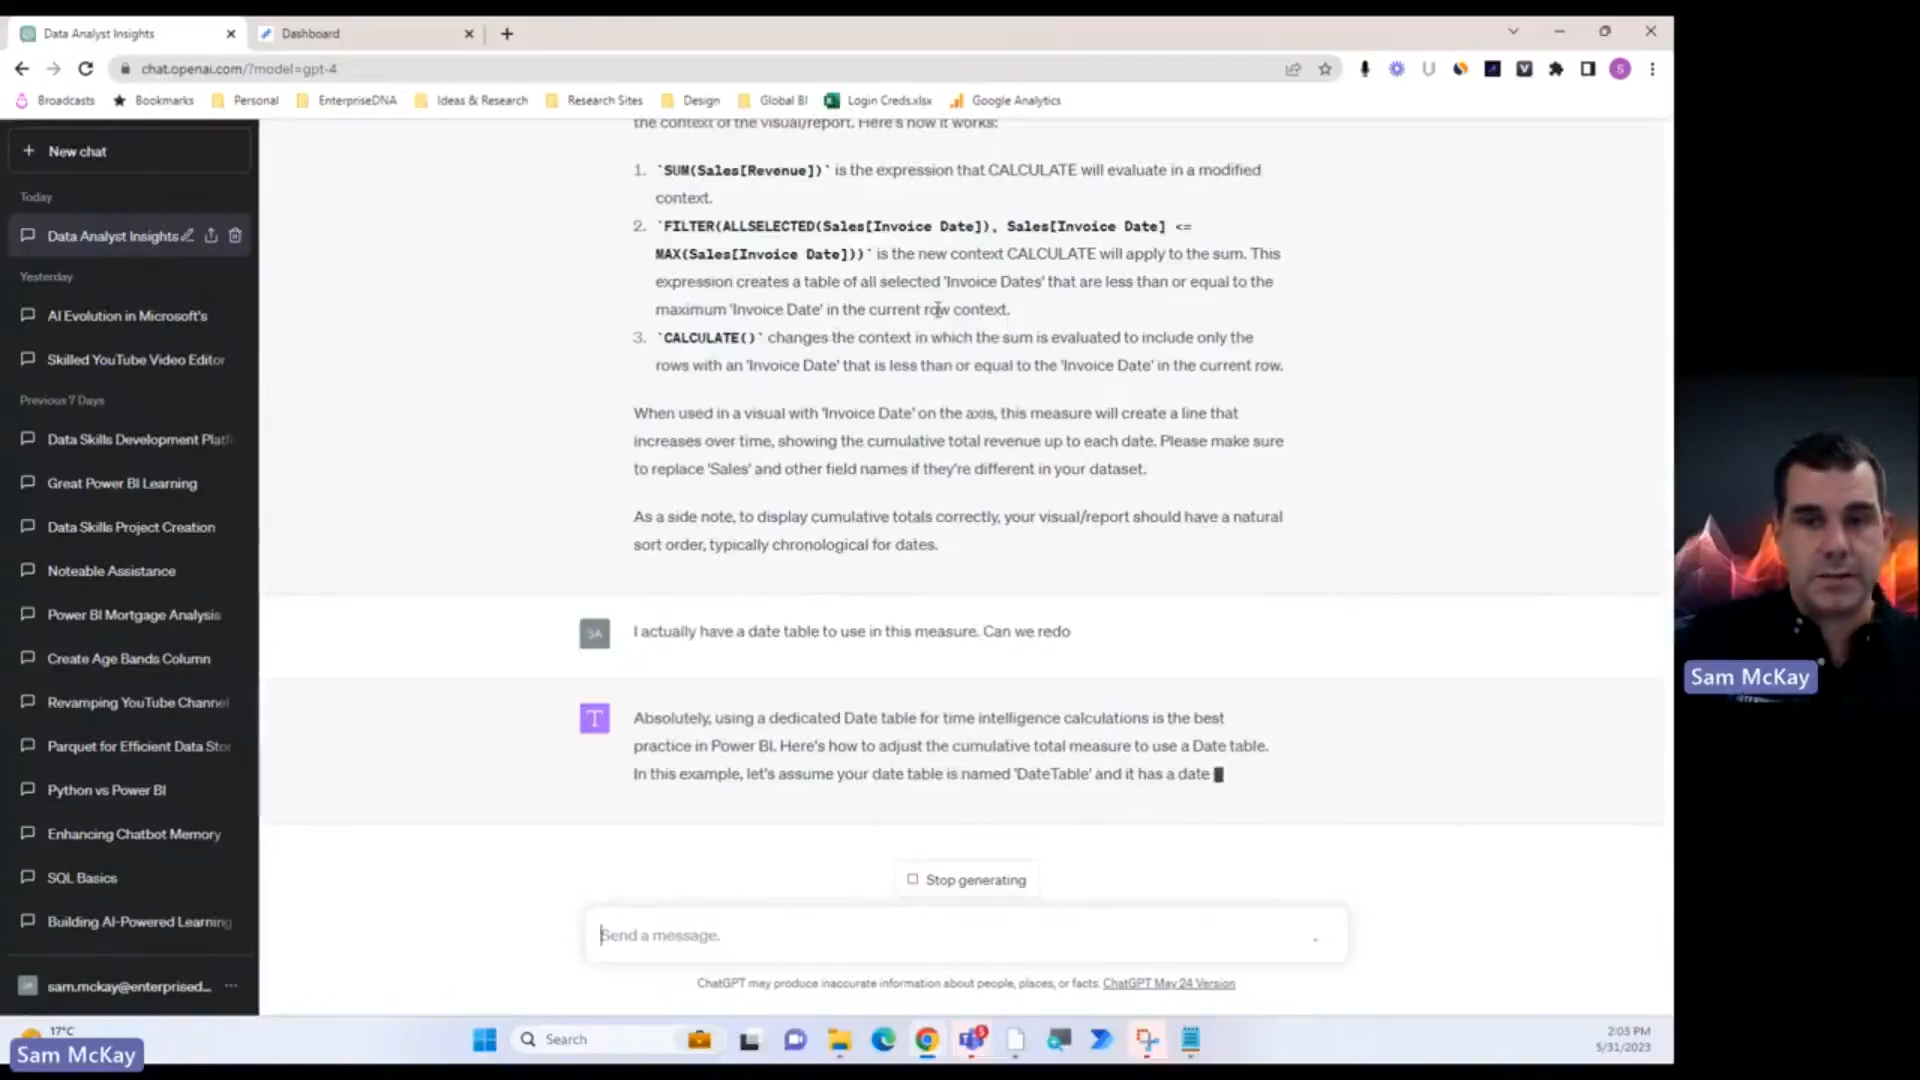 Data Analyst Insights
Dashboard
chat.openai.com/?model=gpt-4
S
Broadcasts
Bookmarks
Personal
EnterpriseDNA
Ideas & Research
Research Sites
Design
Global BI
Login Creds.xlsx
Google Analytics
New chat
Today
Data Analyst Insights
Yesterday
AI Evolution in Microsoft's
Skilled YouTube Video Editor
Previous 7 Days
Data Skills Development Platf
Great Power BI Learning
Data Skills Project Creation
Noteable Assistance
Power BI Mortgage Analysis
Create Age Bands Column
Revamping YouTube Channel
Parquet for Efficient Data Stor
Python vs Power BI
Enhancing Chatbot Memory
SQL Basics
Building AI-Powered Learning
sam.mckay@enterprised...
the context of the visual/report. Here's how it works:
1. `SUM(Sales[Revenue])` is the expression that CALCULATE will evaluate in a modified
context.
2. `FILTER(ALLSELECTED(Sales[Invoice Date]), Sales[Invoice Date] <=
MAX(Sales[Invoice Date]))` is the new context CALCULATE will apply to the sum. This
expression creates a table of all selected 'Invoice Dates' that are less than or equal to the
maximum 'Invoice Date' in the current row context.
3. `CALCULATE()` changes the context in which the sum is evaluated to include only the
rows with an 'Invoice Date' that is less than or equal to the 'Invoice Date' in the current row.
When used in a visual with 'Invoice Date' on the axis, this measure will create a line that
increases over time, showing the cumulative total revenue up to each date. Please make sure
to replace 'Sales' and other field names if they're different in your dataset.
As a side note, to display cumulative totals correctly, your visual/report should have a natural
sort order, typically chronological for dates.
SA
I actually have a date table to use in this measure. Can we redo
T
Absolutely, using a dedicated Date table for time intelligence calculations is the best
practice in Power BI. Here's how to adjust the cumulative total measure to use a Date table.
In this example, let's assume your date table is named 'DateTable' and it has a date
Stop generating
Send a message.
ChatGPT may produce inaccurate information about people, places, or facts. ChatGPT May 24 Version
Sam McKay
17°C
Sam McKay
Search
5
2:03 PM
5/31/2023